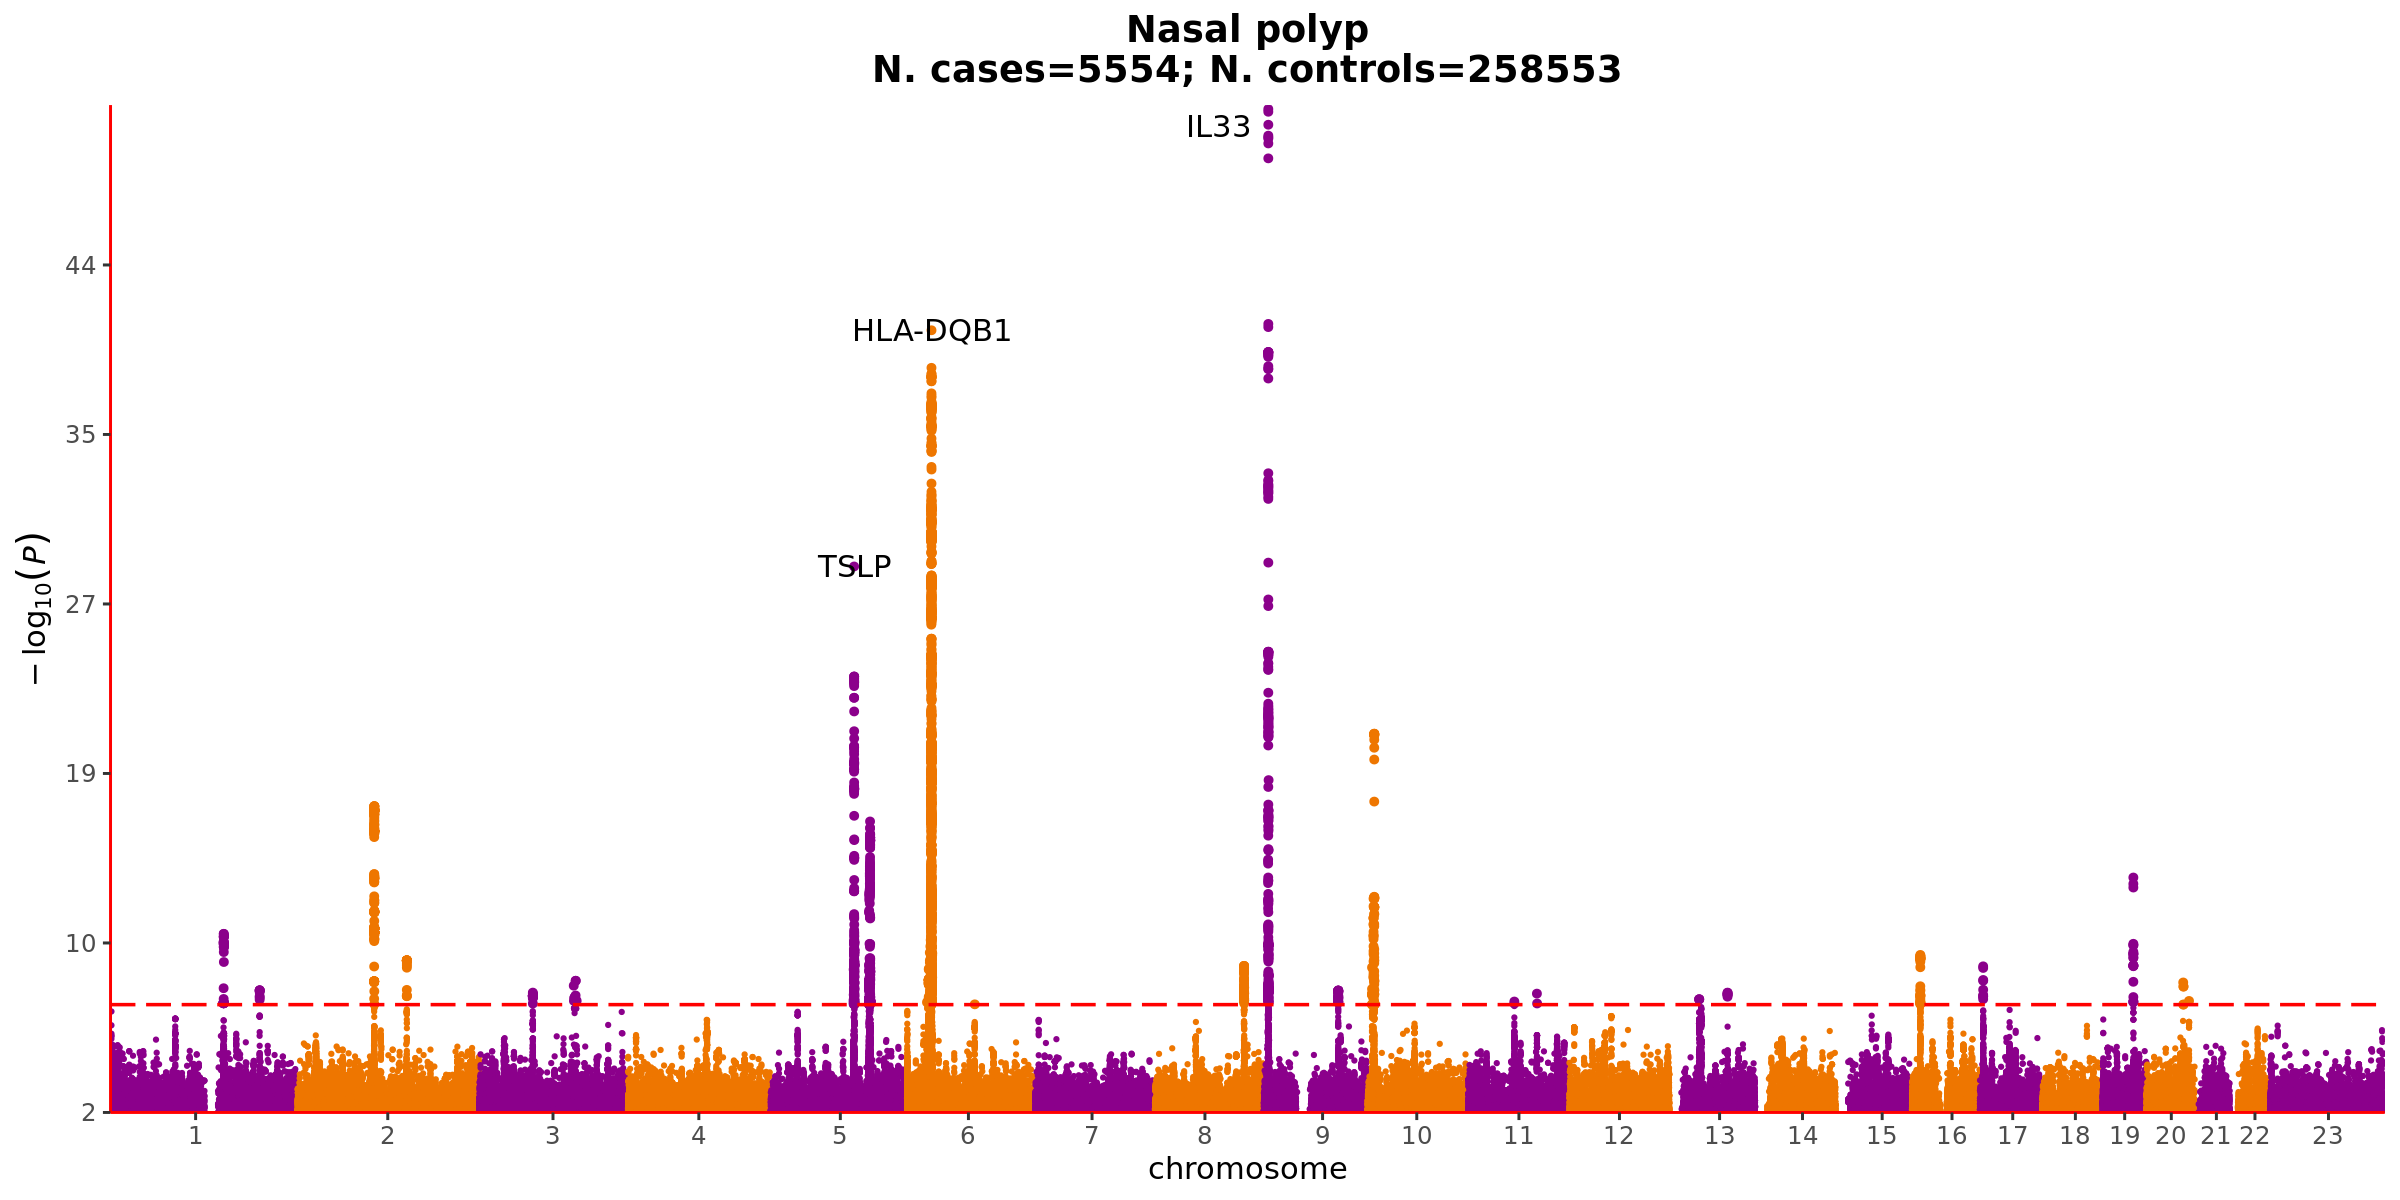 Nasal polyp
N. cases=5554; N. controls=258553
IL33
44
HLA-DQB1
35
TSLP
27
−log₁₀(P)
19
10
2
1 2 3 4 5 6 7 8 9 10 11 12 13 14 15 16 17 18 19 20 21 22 23
chromosome